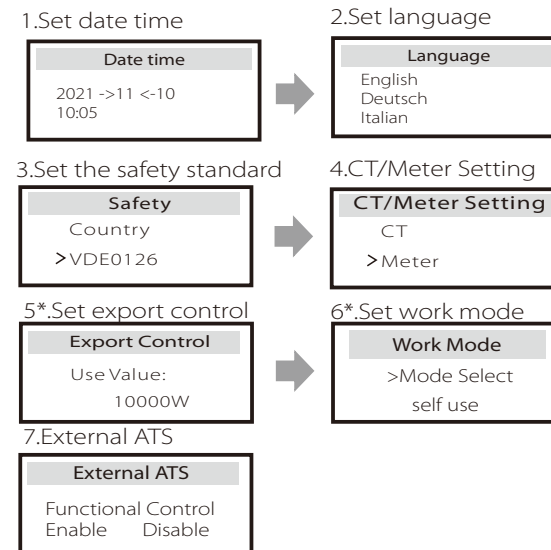 1.Set date time
Date time
2021 ->11 <-10
10:05
2.Set language
Language
English
Deutsch
Italian
3.Set the safety standard
Safety
Country
>VDE0126
4.CT/Meter Setting
CT/Meter Setting
CT
>Meter
5*.Set export control
Export Control
Use Value:
10000W
6*.Set work mode
Work Mode
>Mode Select
self use
7.External ATS
External ATS
Functional Control
Enable Disable